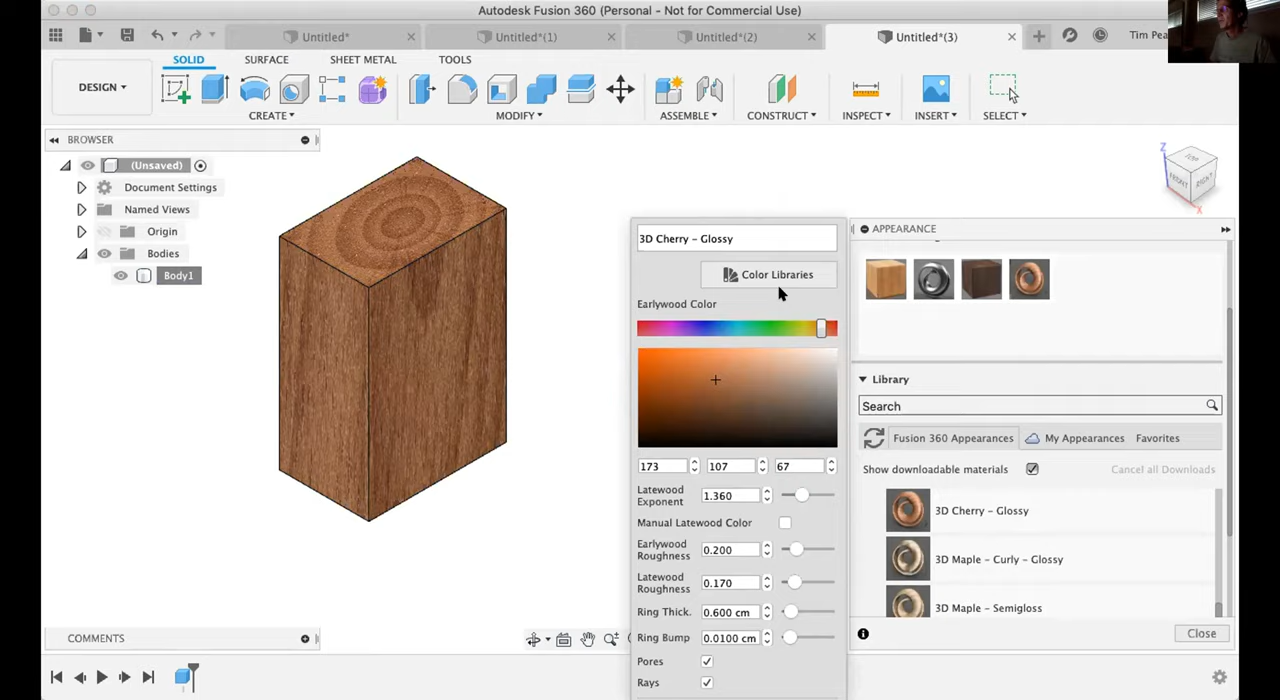 Autodesk Fusion 360 (Personal - Not for Commercial Use)
Untitled*
Untitled*(1)
Untitled*(2)
Untitled*(3)
Tim Pea
DESIGN
SOLID
SURFACE
SHEET METAL
TOOLS
CREATE
MODIFY
ASSEMBLE
CONSTRUCT
INSPECT
INSERT
SELECT
BROWSER
(Unsaved)
Document Settings
Named Views
Origin
Bodies
Body1
TOP
FRONT
RIGHT
Z
X
3D Cherry - Glossy
Color Libraries
Earlywood Color
173
107
67
Latewood
Exponent
1.360
Manual Latewood Color
Earlywood
Roughness
0.200
Latewood
Roughness
0.170
Ring Thick.
0.600 cm
Ring Bump
0.0100 cm
Pores
Rays
APPEARANCE
Library
Search
Fusion 360 Appearances
My Appearances
Favorites
Show downloadable materials
Cancel all Downloads
3D Cherry - Glossy
3D Maple - Curly - Glossy
3D Maple - Semigloss
Close
COMMENTS